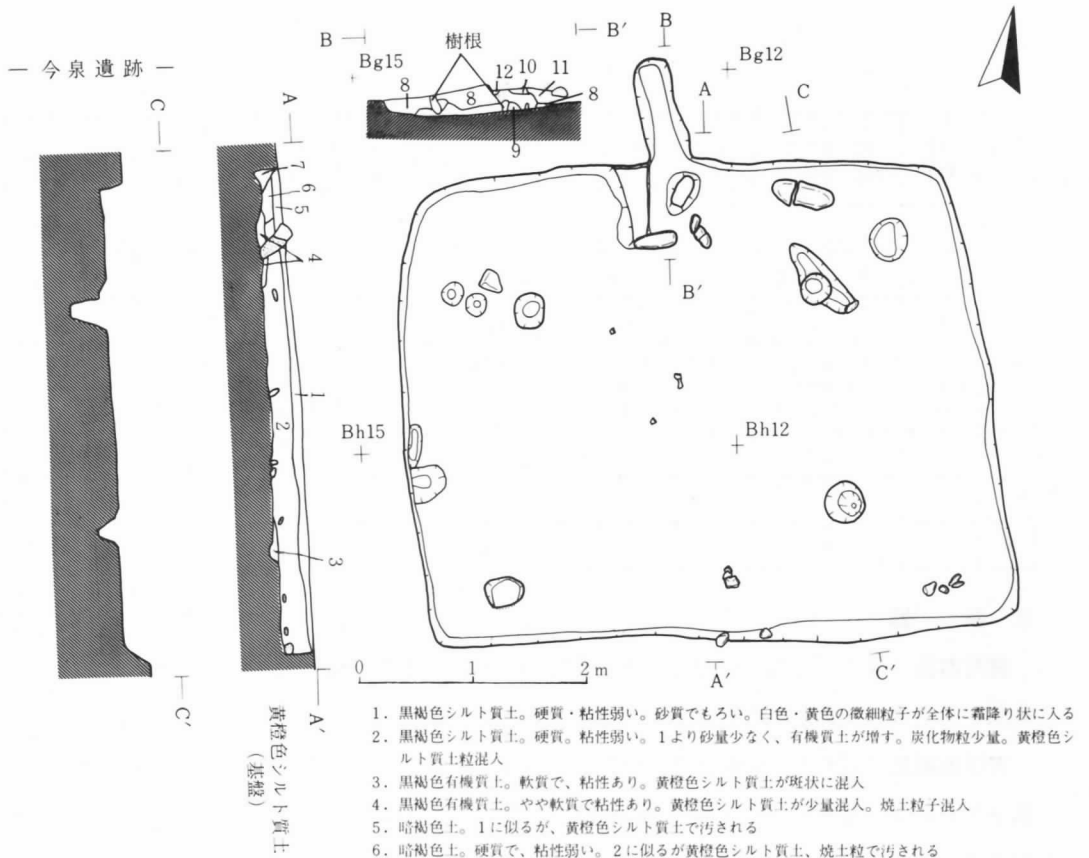 — 今泉遺跡 —
B
B′
樹根
Bg15
8
8
12
10
11
8
9
B
Bg12
A
C
C
A
7
6
5
4
B′
1
2
Bh15
Bh12
3
0
1
2 m
A′
C′
C′
A′
黄橙色シルト質土
(基盤)
1. 黒褐色シルト質土。硬質・粘性弱い。砂質でもろい。白色・黄色の微細粒子が全体に霜降り状に入る
2. 黒褐色シルト質土。硬質。粘性弱い。1より砂量少なく、有機質土が増す。炭化物粒少量。黄橙色シ
ルト質土粒混入
3. 黒褐色有機質土。軟質で、粘性あり。黄橙色シルト質土が斑状に混入
4. 黒褐色有機質土。やや軟質で粘性あり。黄橙色シルト質土が少量混入。焼土粒子混入
5. 暗褐色土。1に似るが、黄橙色シルト質土で汚される
6. 暗褐色土。硬質で、粘性弱い。2に似るが黄橙色シルト質土、焼土粒で汚される